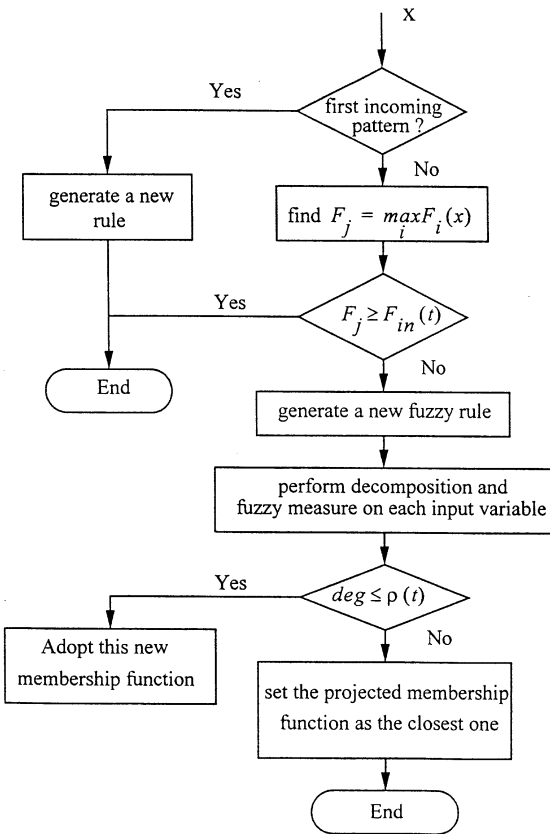 X
first incoming
pattern ?
Yes
No
generate a new
rule
find F_j = max_i F_i (x)
Yes
F_j ≥ F_in (t)
No
End
generate a new fuzzy rule
perform decomposition and
fuzzy measure on each input variable
Yes
deg ≤ ρ (t)
No
Adopt this new
membership function
set the projected membership
function as the closest one
End